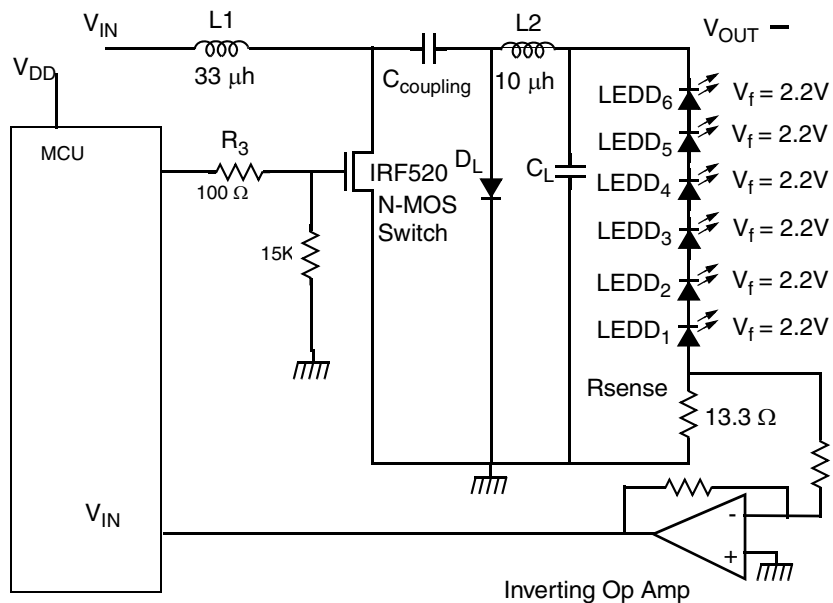 L1
L2
V_IN
V_OUT –
33 µh
C_coupling
10 µh
V_DD
LEDD_6 V_f = 2.2V
MCU
R_3
LEDD_5 V_f = 2.2V
100 Ω
IRF520
D_L
C_L
LEDD_4 V_f = 2.2V
N-MOS
Switch
15K
LEDD_3 V_f = 2.2V
LEDD_2 V_f = 2.2V
LEDD_1 V_f = 2.2V
Rsense
13.3 Ω
V_IN
-
+
Inverting Op Amp